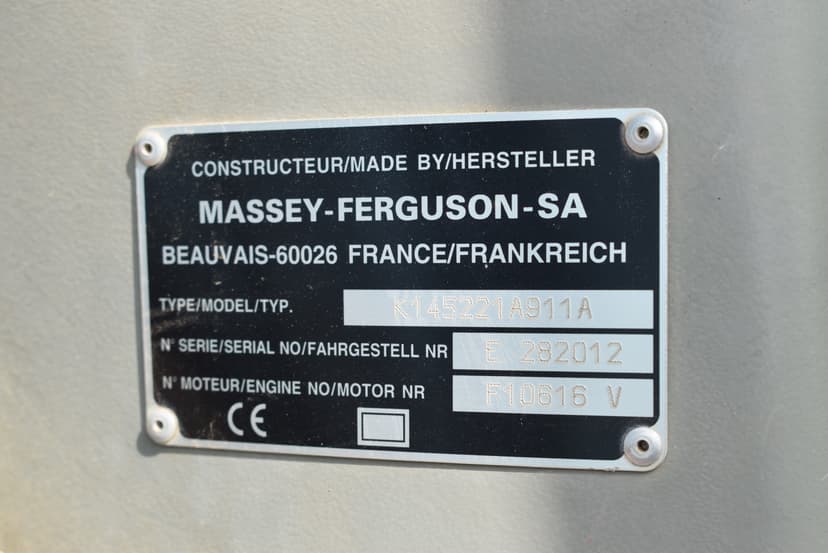 CONSTRUCTEUR/MADE BY/HERSTELLER
MASSEY-FERGUSON-SA
BEAUVAIS-60026 FRANCE/FRANKREICH
TYPE/MODEL/TYP. K145221A911A
N° SERIE/SERIAL NO/FAHRGESTELL NR E 282012
N° MOTEUR/ENGINE NO/MOTOR NR F10616 V
CE